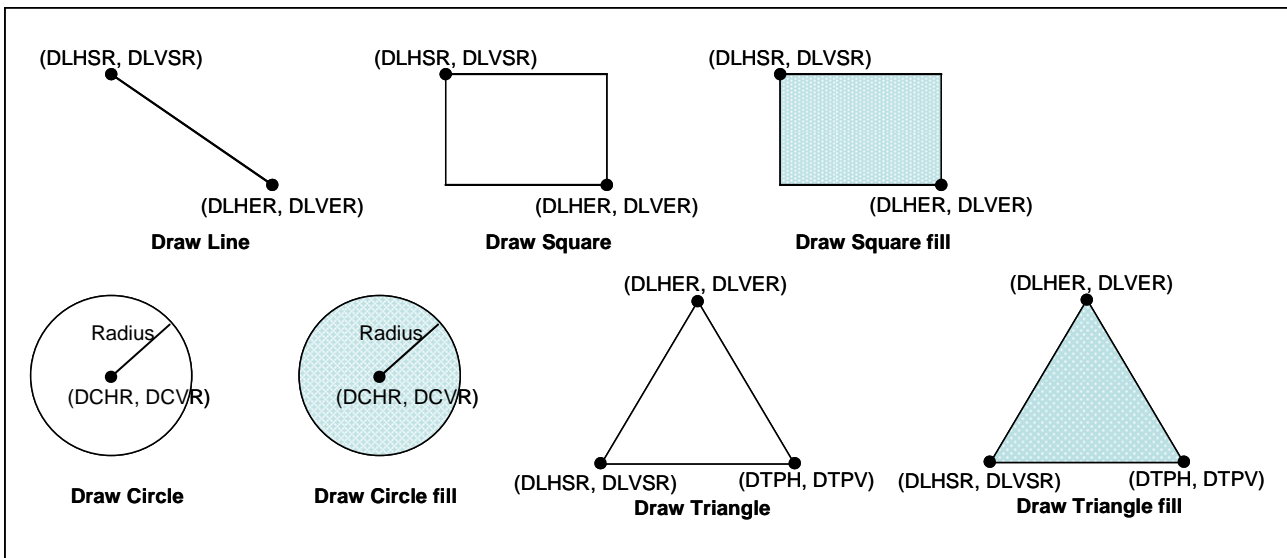 (DLHSR, DLVSR)
(DLHER, DLVER)
Draw Line
(DLHSR, DLVSR)
(DLHER, DLVER)
Draw Square
(DLHSR, DLVSR)
(DLHER, DLVER)
Draw Square fill
Radius
(DCHR, DCVR)
Draw Circle
Radius
(DCHR, DCVR)
Draw Circle fill
(DLHER, DLVER)
(DLHSR, DLVSR)
(DTPH, DTPV)
Draw Triangle
(DLHER, DLVER)
(DLHSR, DLVSR)
(DTPH, DTPV)
Draw Triangle fill